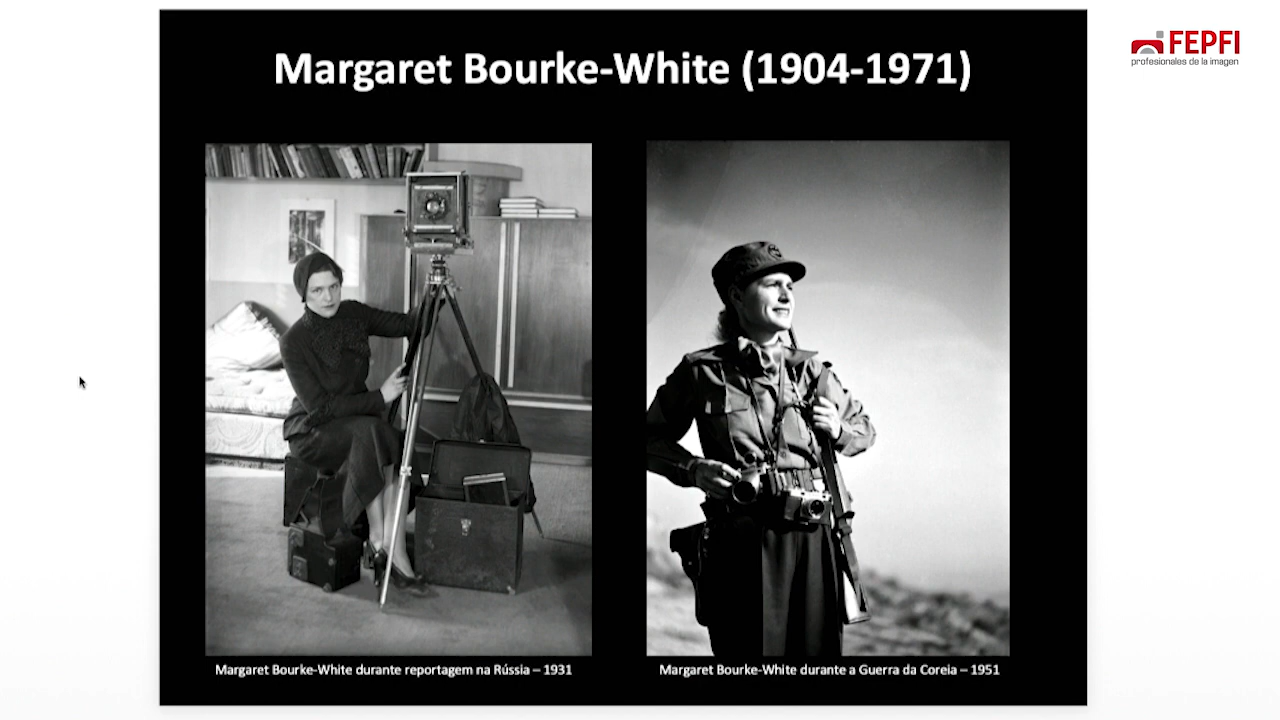 Margaret Bourke-White (1904-1971)
FEPFI
profesionales de la imagen
Margaret Bourke-White durante reportagem na Rússia – 1931
Margaret Bourke-White durante a Guerra da Coreia – 1951